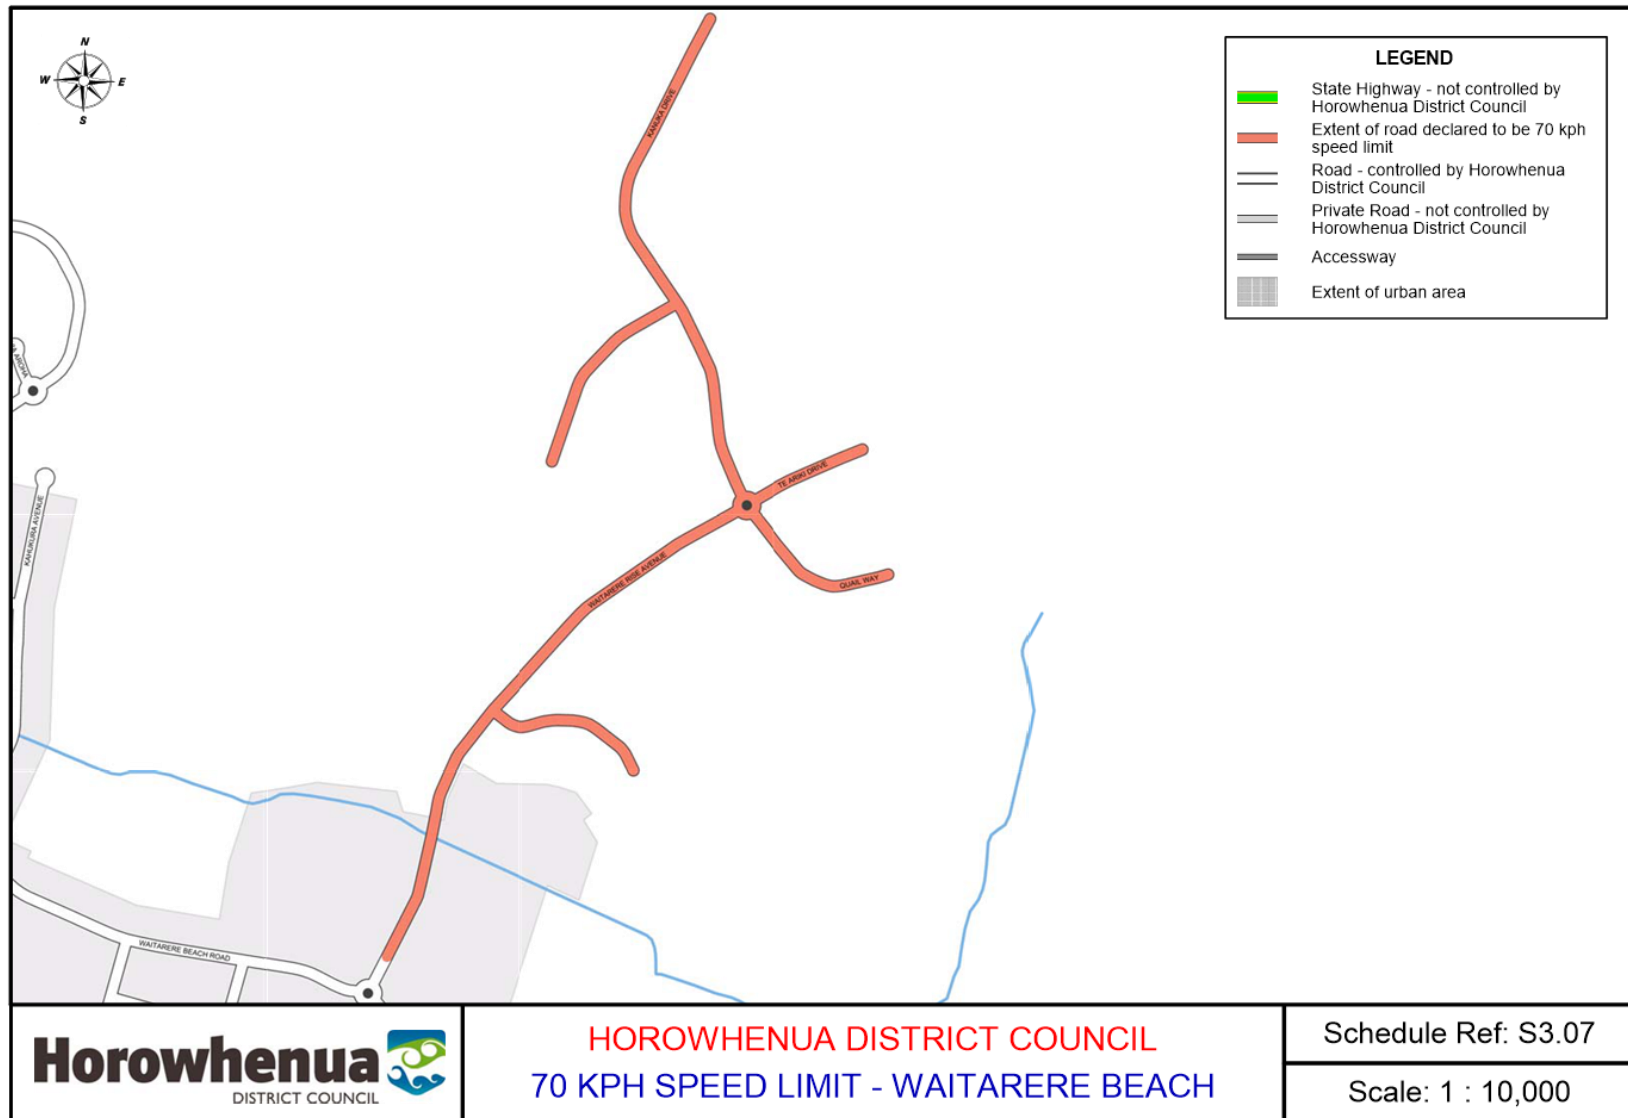 N
W
E
S
LEGEND
State Highway - not controlled by
Horowhenua District Council
Extent of road declared to be 70 kph
speed limit
Road - controlled by Horowhenua
District Council
Private Road - not controlled by
Horowhenua District Council
Accessway
Extent of urban area
KANUKA DRIVE
AROHA
KAHUKURA AVENUE
TE ARIKI DRIVE
QUAIL WAY
WAITARERE RISE AVENUE
WAITARERE BEACH ROAD
Horowhenua
DISTRICT COUNCIL
HOROWHENUA DISTRICT COUNCIL
70 KPH SPEED LIMIT - WAITARERE BEACH
Schedule Ref: S3.07
Scale: 1 : 10,000